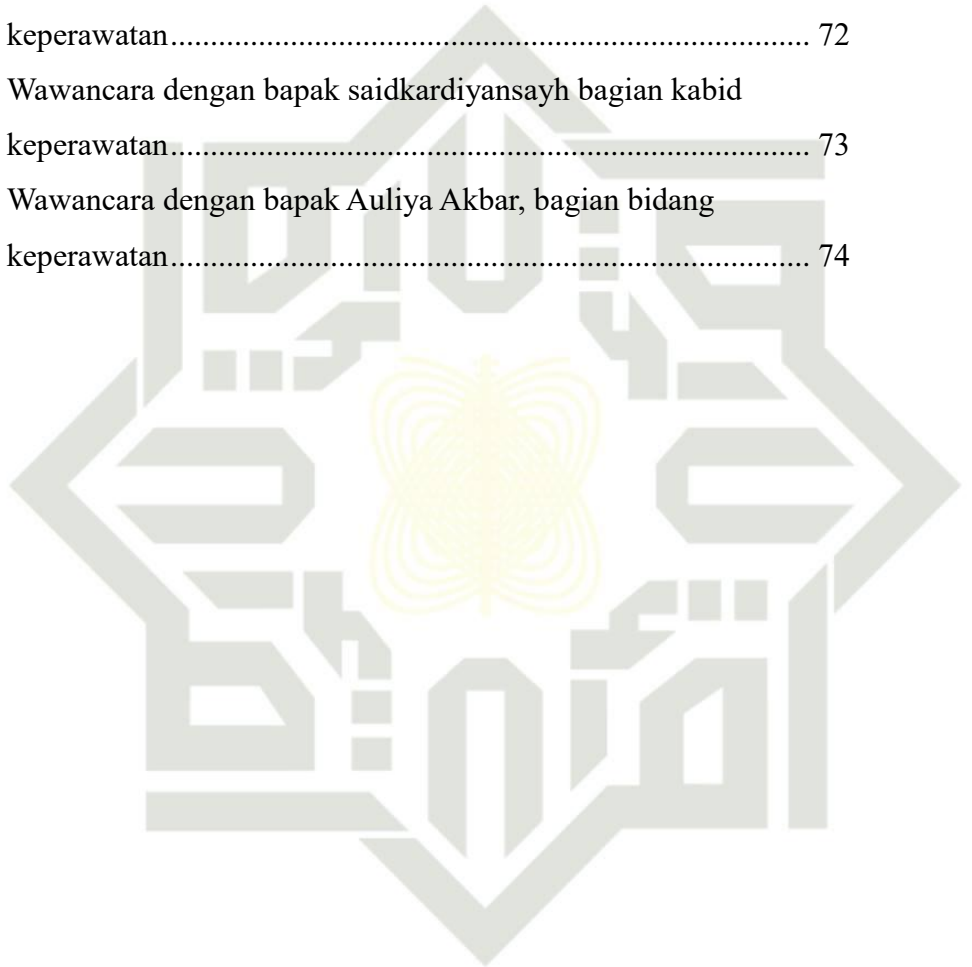 keperawatan................................................................................ 72
Wawancara dengan bapak saidkardiyansayh bagian kabid
keperawatan................................................................................ 73
Wawancara dengan bapak Auliya Akbar, bagian bidang
keperawatan................................................................................ 74